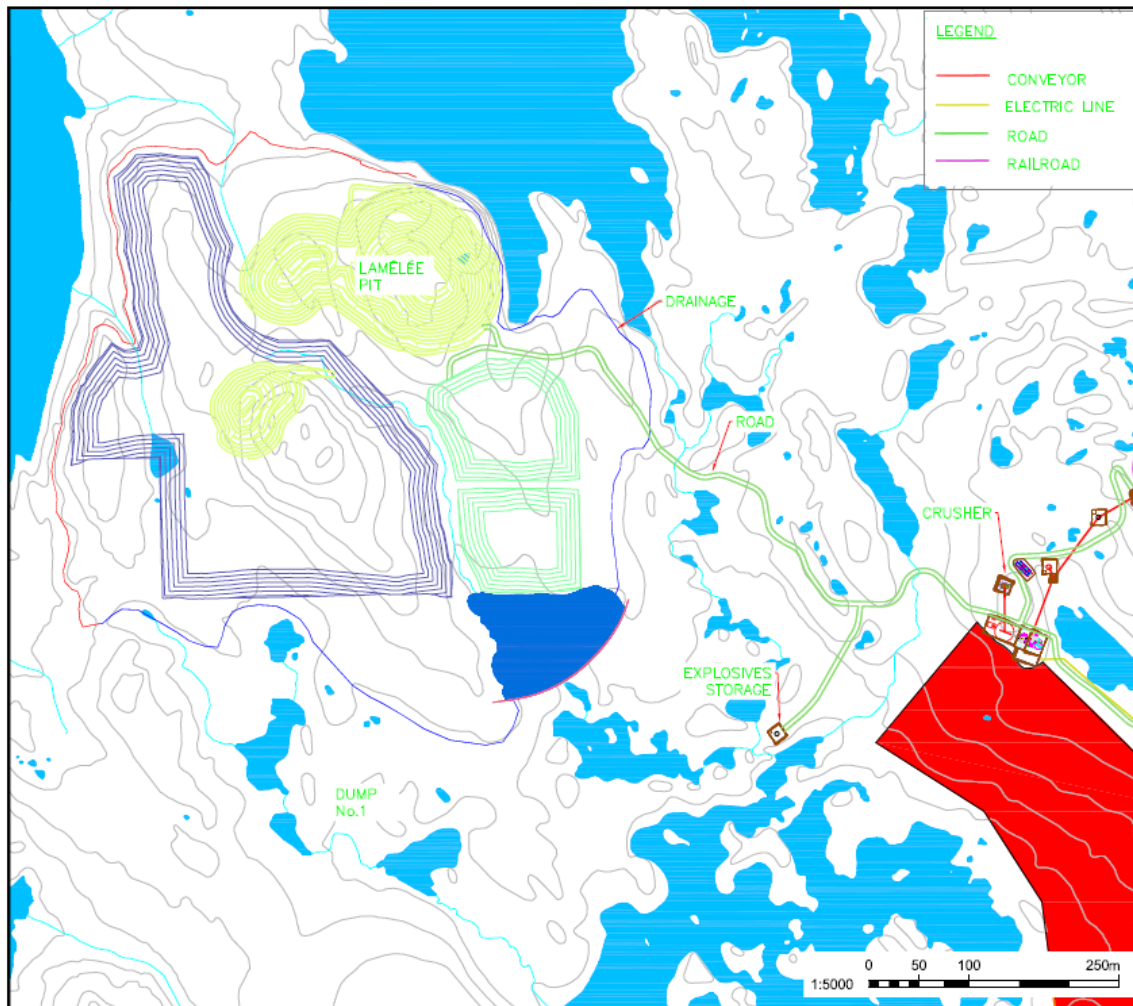 LEGEND
CONVEYOR
ELECTRIC LINE
ROAD
RAILROAD
LAMÉLÉE
PIT
DRAINAGE
ROAD
CRUSHER
EXPLOSIVES
STORAGE
DUMP
No.1
1:5000 0 50 100 250m